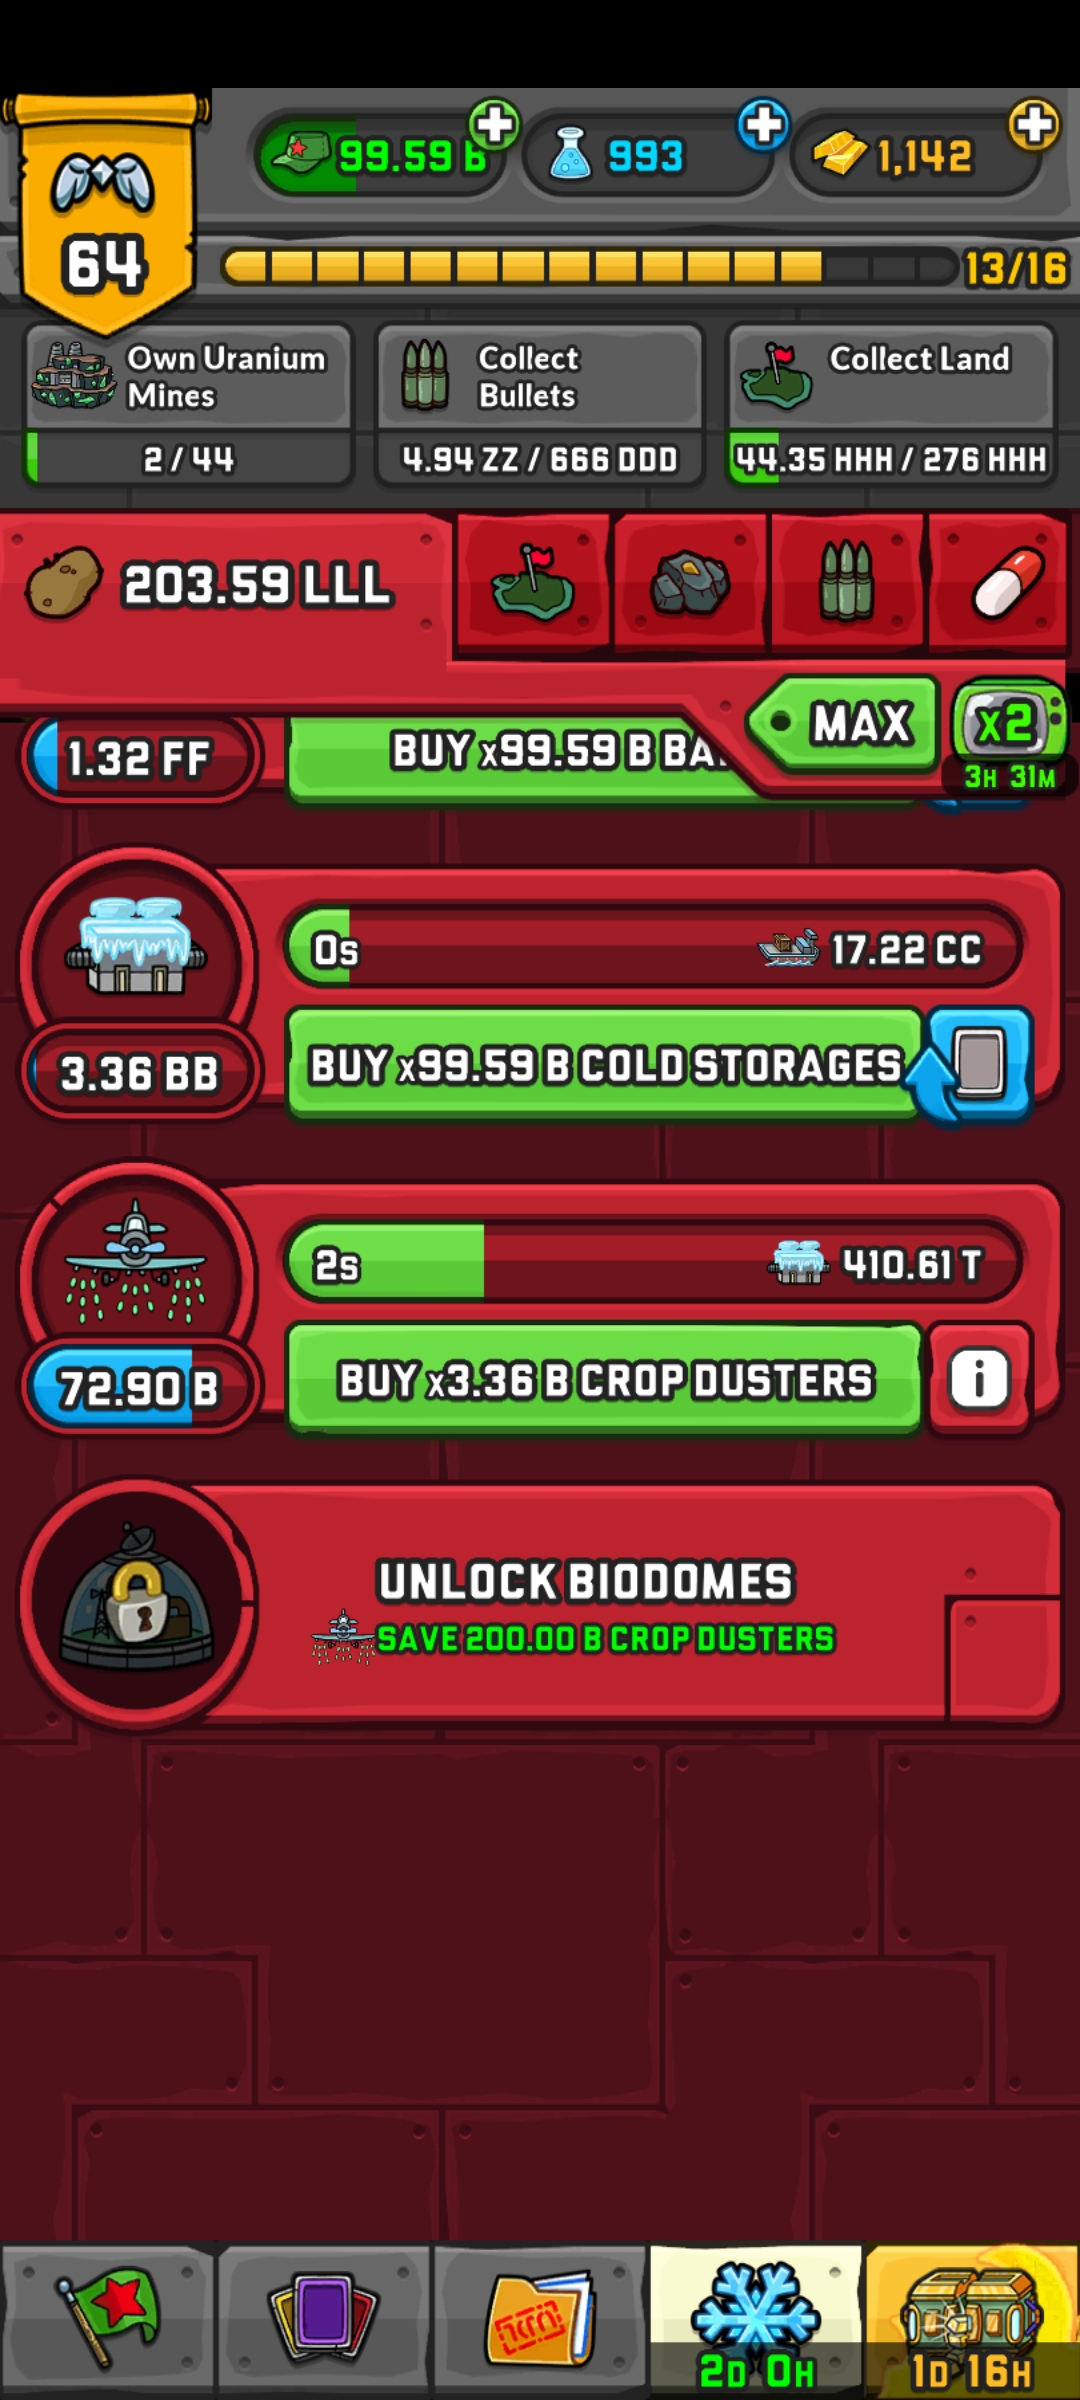 99.59 B
993
1,142
64
13/16
Own Uranium
Mines
2 / 44
Collect
Bullets
4.94 ZZ / 666 DDD
Collect Land
44.35 HHH / 276 HHH
203.59 LLL
MAX
x2
3H 31M
1.32 FF
BUY x99.59 B BA
0s
17.22 CC
3.36 BB
BUY x99.59 B COLD STORAGES
2s
410.61 T
72.90 B
BUY x3.36 B CROP DUSTERS
i
UNLOCK BIODOMES
SAVE 200.00 B CROP DUSTERS
2D 0H
1D 16H